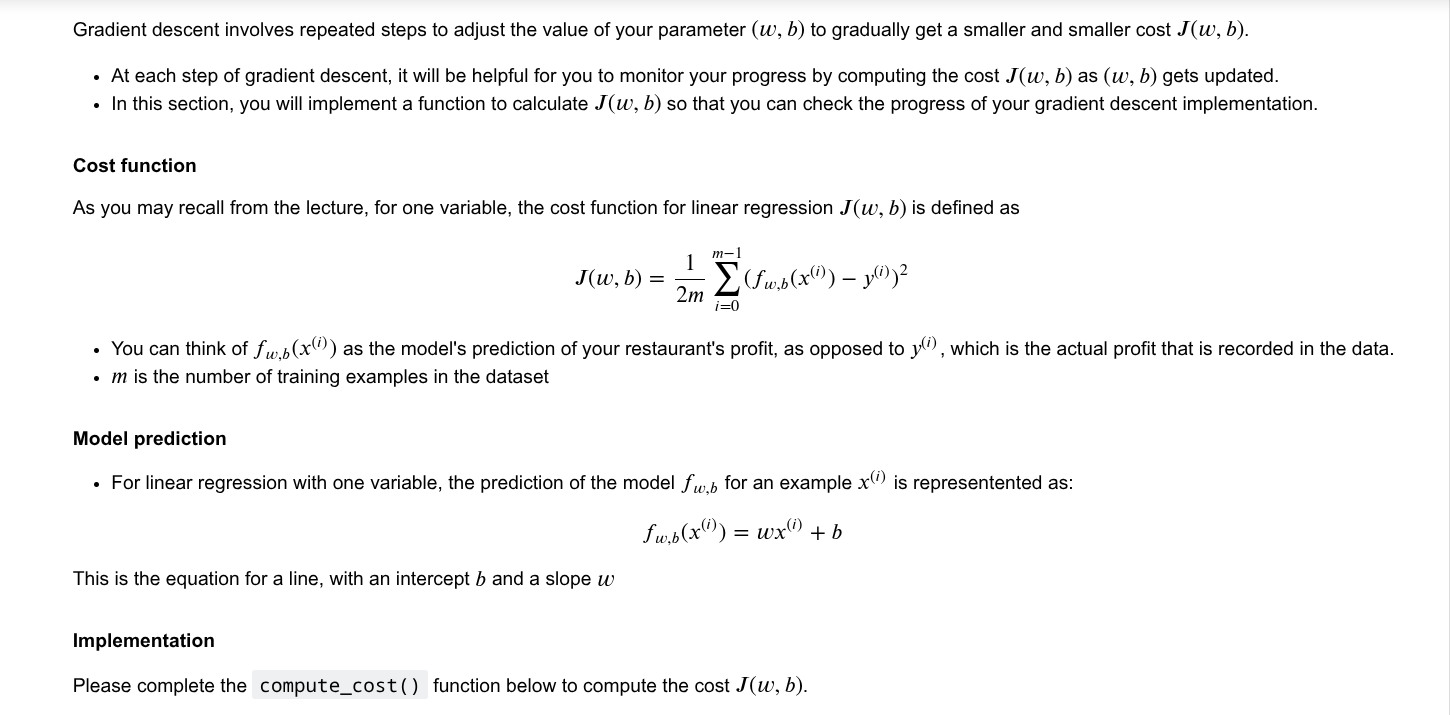 Gradient descent involves repeated steps to adjust the value of your parameter (w, b) to gradually get a smaller and smaller cost J(w, b).
• At each step of gradient descent, it will be helpful for you to monitor your progress by computing the cost J(w, b) as (w, b) gets updated.
• In this section, you will implement a function to calculate J(w, b) so that you can check the progress of your gradient descent implementation.
Cost function
As you may recall from the lecture, for one variable, the cost function for linear regression J(w, b) is defined as
J(w, b) = \frac{1}{2m} \sum_{i=0}^{m-1} (f_{w,b}(x^{(i)}) − y^{(i)})^2
• You can think of f_{w,b}(x^{(i)}) as the model's prediction of your restaurant's profit, as opposed to y^{(i)}, which is the actual profit that is recorded in the data.
• m is the number of training examples in the dataset
Model prediction
• For linear regression with one variable, the prediction of the model f_{w,b} for an example x^{(i)} is representented as:
f_{w,b}(x^{(i)}) = wx^{(i)} + b
This is the equation for a line, with an intercept b and a slope w
Implementation
Please complete the compute_cost() function below to compute the cost J(w, b).